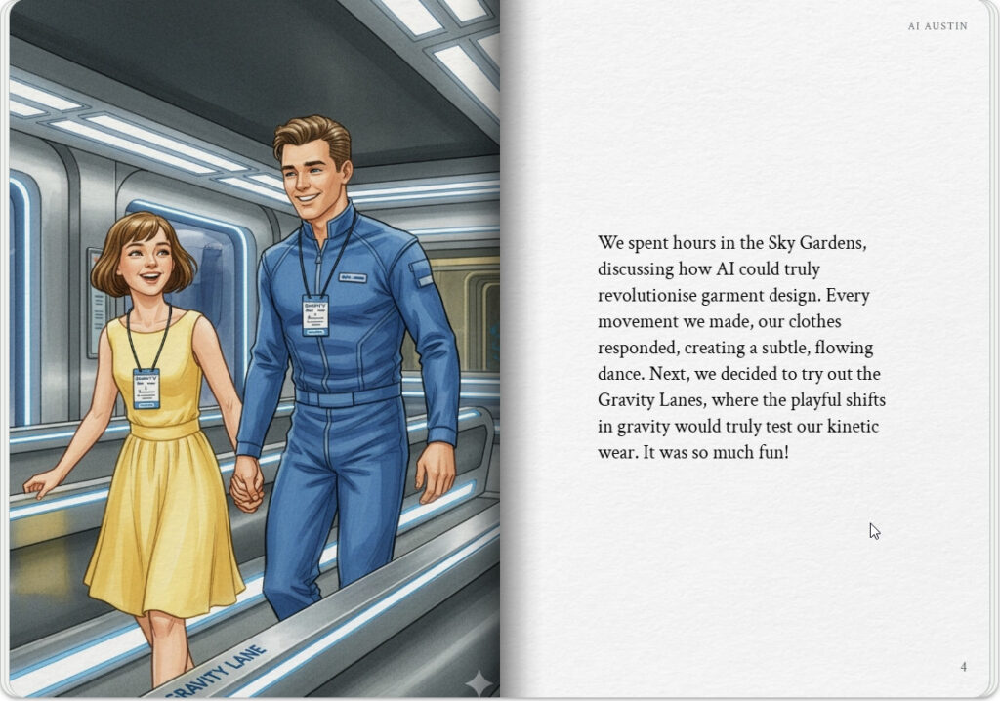 AI AUSTIN
We spent hours in the Sky Gardens,
discussing how AI could truly
revolutionise garment design. Every
movement we made, our clothes
responded, creating a subtle, flowing
dance. Next, we decided to try out the
Gravity Lanes, where the playful shifts
in gravity would truly test our kinetic
wear. It was so much fun!
GRAVITY LANE
4